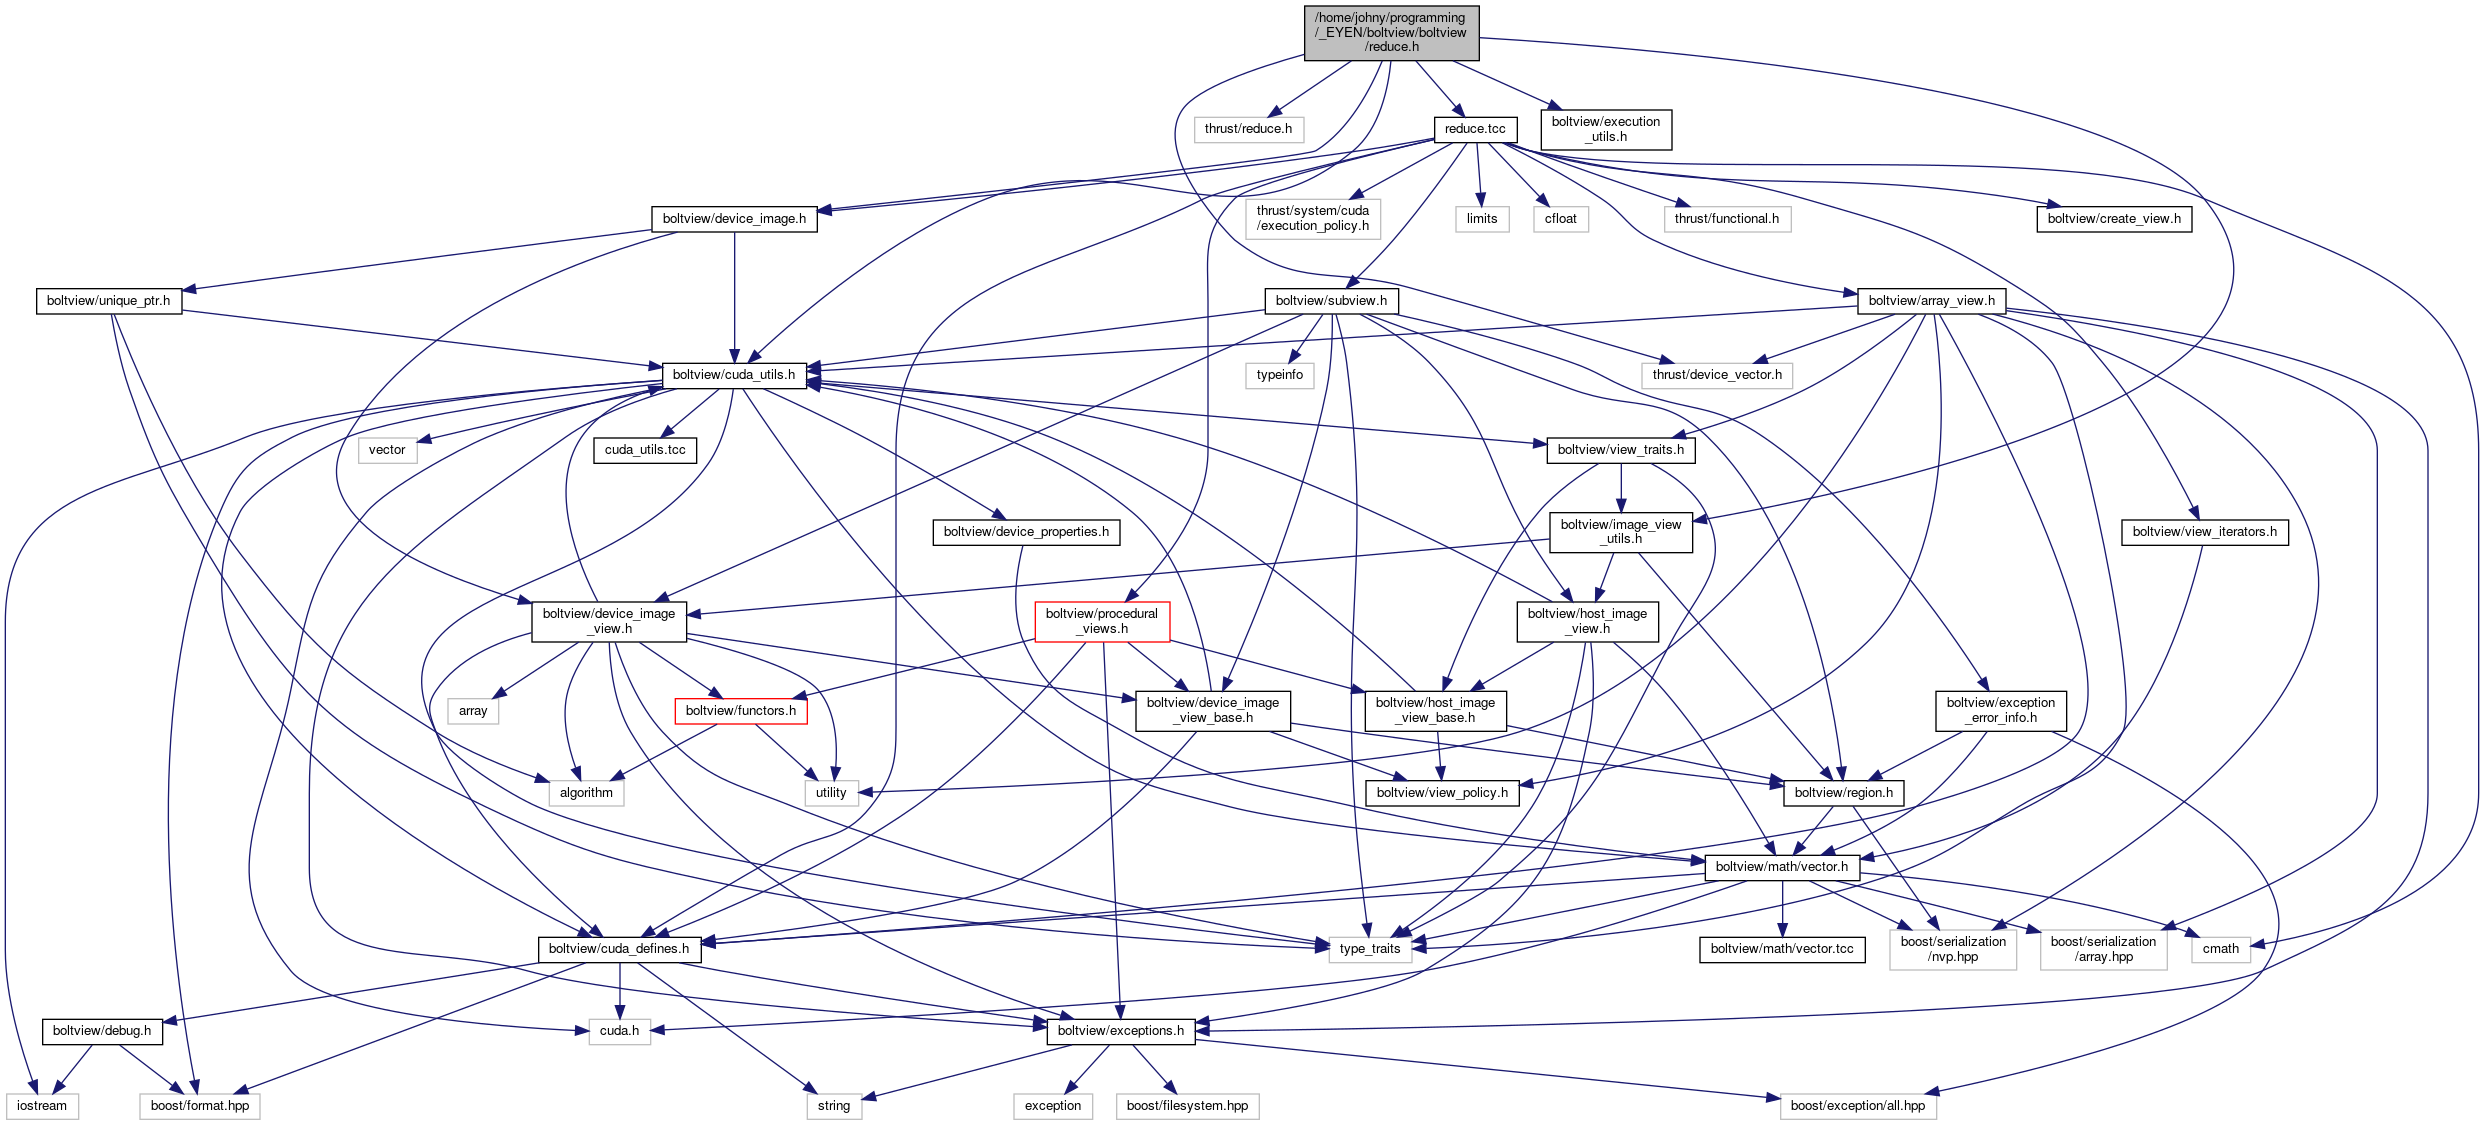 /home/johny/programming
/_EYEN/boltview/boltview
/reduce.h
thrust/reduce.h
reduce.tcc
boltview/execution
_utils.h
boltview/device_image.h
thrust/system/cuda
/execution_policy.h
limits
cfloat
thrust/functional.h
boltview/create_view.h
boltview/unique_ptr.h
boltview/subview.h
boltview/array_view.h
boltview/cuda_utils.h
typeinfo
thrust/device_vector.h
vector
cuda_utils.tcc
boltview/view_traits.h
boltview/device_properties.h
boltview/image_view
_utils.h
boltview/view_iterators.h
boltview/device_image
_view.h
boltview/procedural
_views.h
boltview/host_image
_view.h
array
boltview/functors.h
boltview/device_image
_view_base.h
boltview/host_image
_view_base.h
boltview/exception
_error_info.h
algorithm
utility
boltview/view_policy.h
boltview/region.h
boltview/math/vector.h
boltview/cuda_defines.h
type_traits
boltview/math/vector.tcc
boost/serialization
/nvp.hpp
boost/serialization
/array.hpp
cmath
boltview/debug.h
cuda.h
boltview/exceptions.h
iostream
boost/format.hpp
string
exception
boost/filesystem.hpp
boost/exception/all.hpp